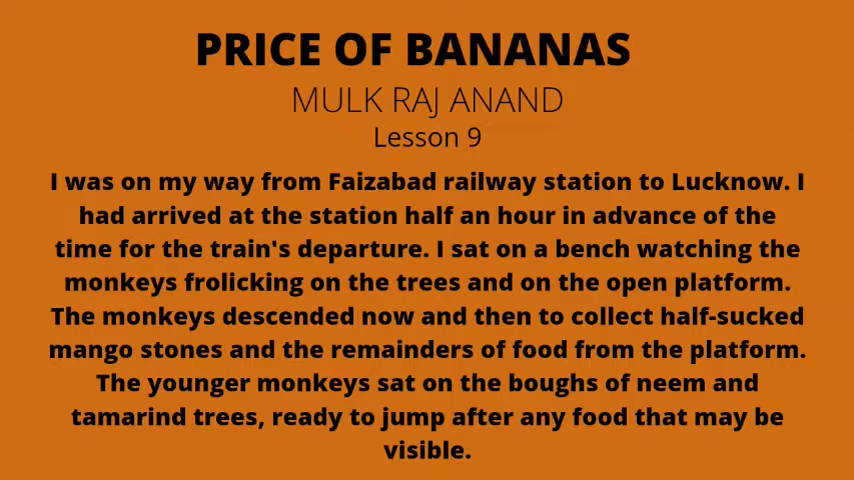 PRICE OF BANANAS
MULK RAJ ANAND
Lesson 9
I was on my way from Faizabad railway station to Lucknow. I
had arrived at the station half an hour in advance of the
time for the train's departure. I sat on a bench watching the
monkeys frolicking on the trees and on the open platform.
The monkeys descended now and then to collect half-sucked
mango stones and the remainders of food from the platform.
The younger monkeys sat on the boughs of neem and
tamarind trees, ready to jump after any food that may be
visible.